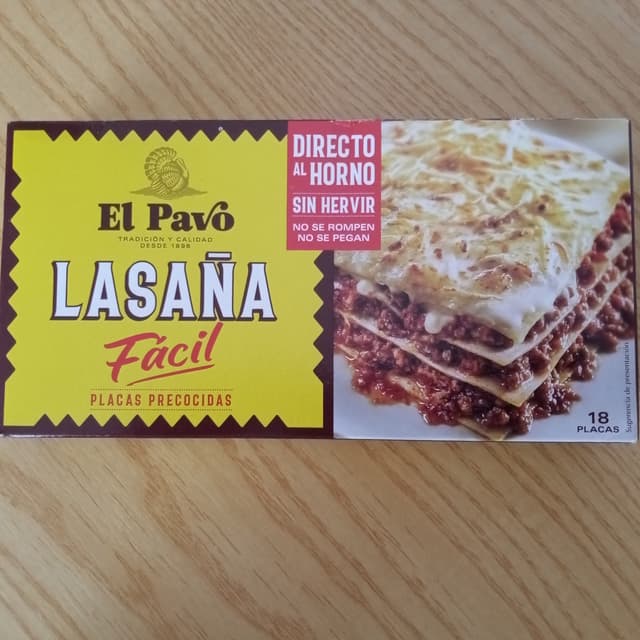 El Pavo
TRADICIÓN Y CALIDAD
DESDE 1898
LASAÑA
Fácil
PLACAS PRECOCIDAS
DIRECTO
AL HORNO
SIN HERVIR
NO SE ROMPEN
NO SE PEGAN
18
PLACAS
Sugerencia de presentación